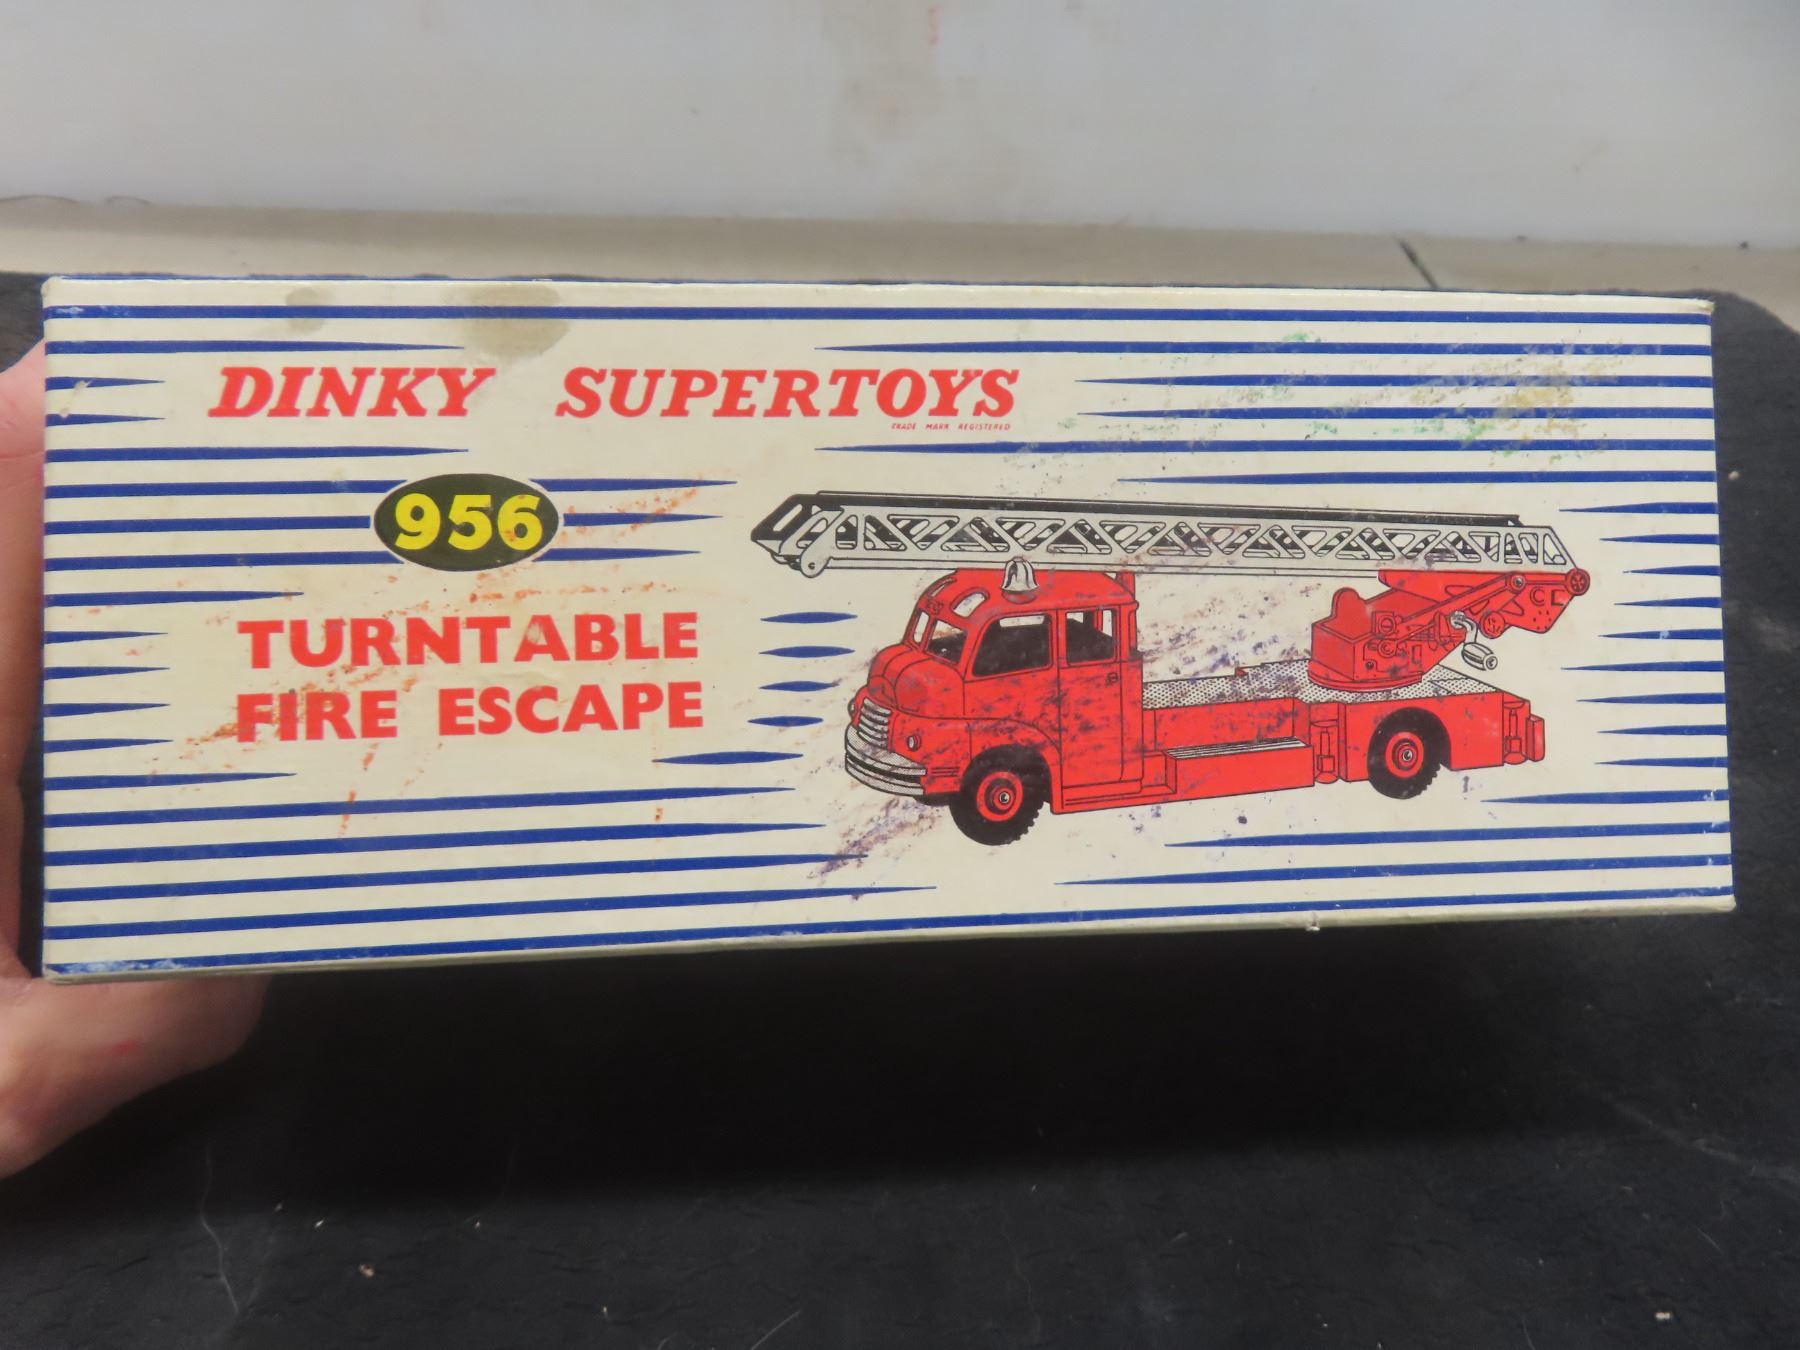 DINKY SUPERTOYS
TRADE MARK REGISTERED
956
TURNTABLE
FIRE ESCAPE